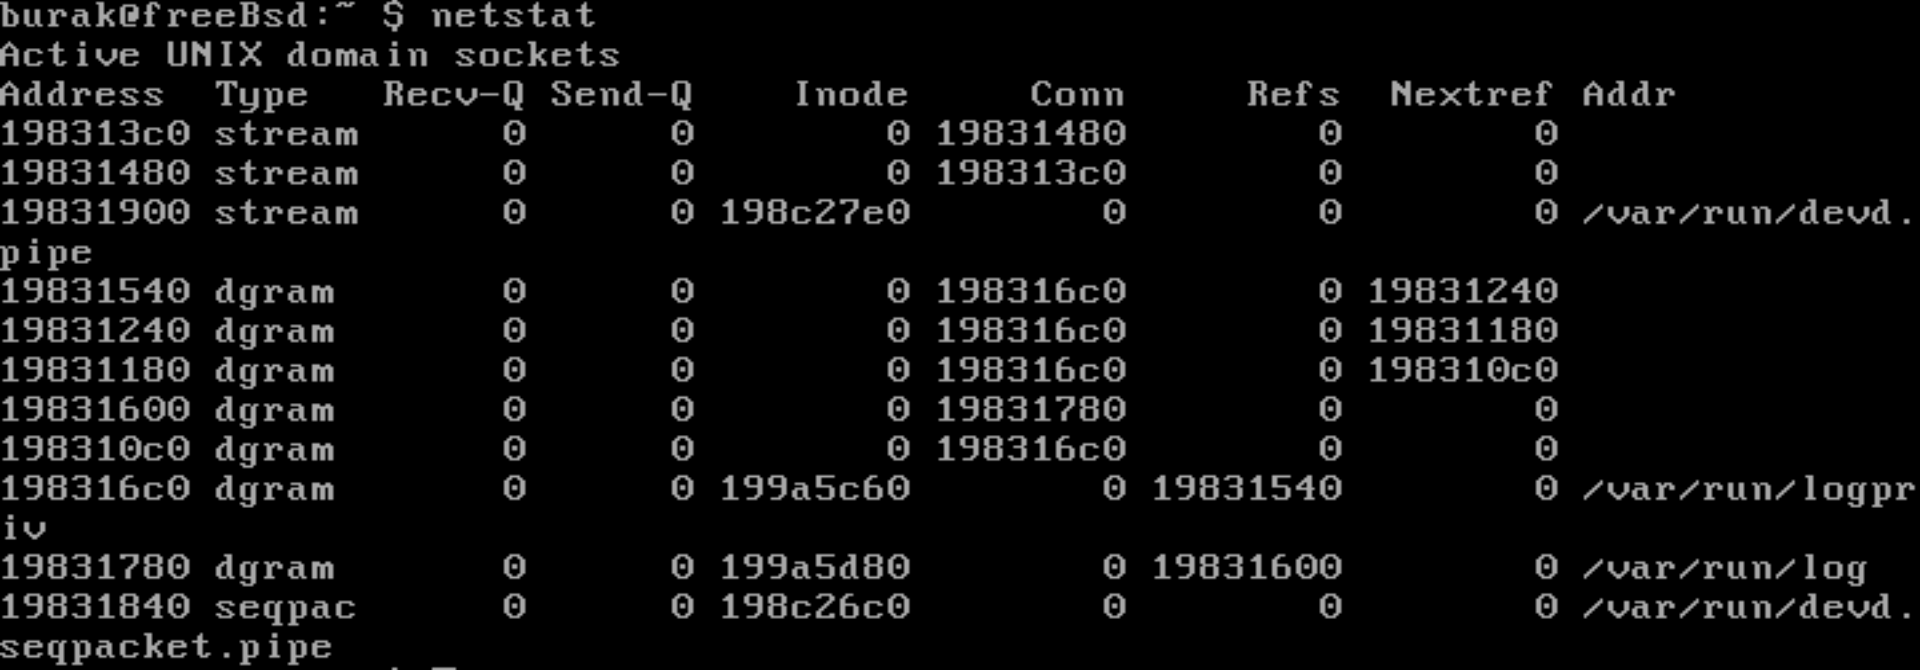 burak@freeBsd:~ $ netstat
Active UNIX domain sockets
Address  Type   Recv-Q Send-Q    Inode     Conn     Refs  Nextref Addr
198313c0 stream      0      0        0 19831480        0        0
19831480 stream      0      0        0 198313c0        0        0
19831900 stream      0      0 198c27e0        0        0        0 /var/run/devd.
pipe
19831540 dgram       0      0        0 198316c0        0 19831240
19831240 dgram       0      0        0 198316c0        0 19831180
19831180 dgram       0      0        0 198316c0        0 198310c0
19831600 dgram       0      0        0 19831780        0        0
198310c0 dgram       0      0        0 198316c0        0        0
198316c0 dgram       0      0 199a5c60        0 19831540        0 /var/run/logpr
iv
19831780 dgram       0      0 199a5d80        0 19831600        0 /var/run/log
19831840 seqpac      0      0 198c26c0        0        0        0 /var/run/devd.
seqpacket.pipe